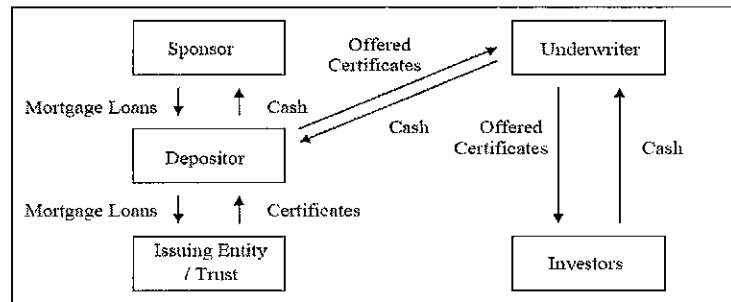 Sponsor
Offered
Certificates
Underwriter
Mortgage Loans
Cash
Cash
Offered
Certificates
Cash
Depositor
Mortgage Loans
Certificates
Issuing Entity
/ Trust
Investors